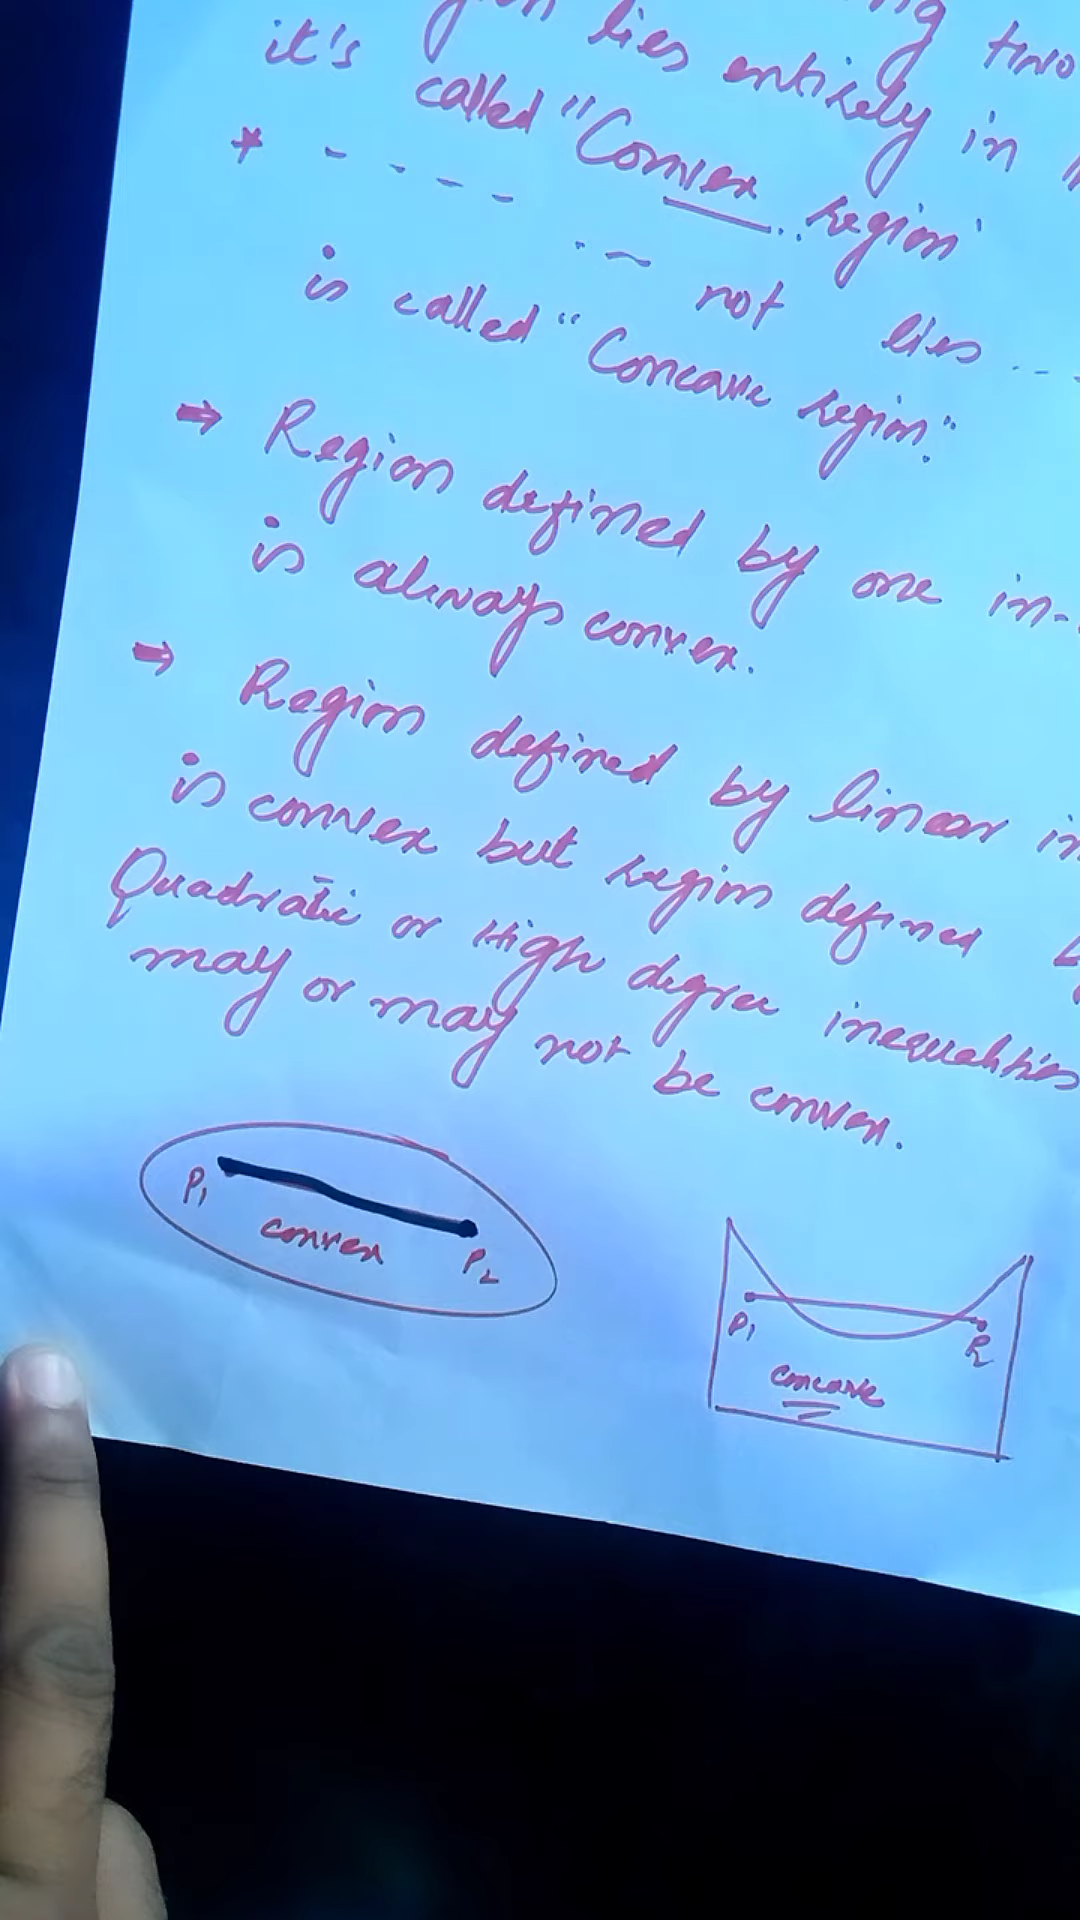 two
lies entirely in
it's
called "Convex region"
* - - - - - - not lies ...
is called "Concave region".
⇒ Region defined by one in-
is always convex.
⇒ Region defined by linear in
is convex but region defined
Quadratic or High degree inequalities
may or may not be convex.
P1
convex
P2
P1
P2
concave